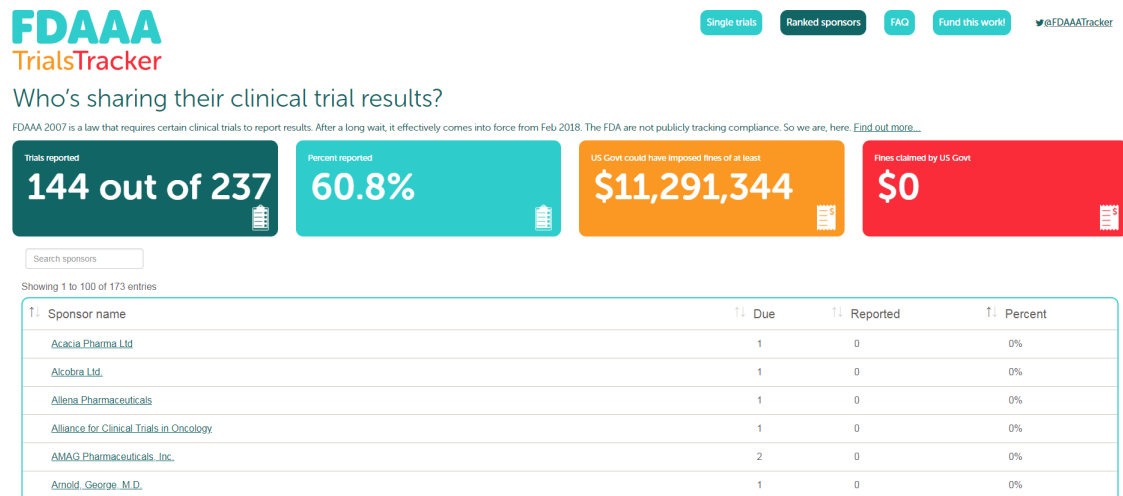 FDAAA
TrialsTracker
Single trials
Ranked sponsors
FAQ
Fund this work!
@FDAAATracker
Who's sharing their clinical trial results?
FDAAA 2007 is a law that requires certain clinical trials to report results. After a long wait, it effectively comes into force from Feb 2018. The FDA are not publicly tracking compliance. So we are, here. Find out more...
Trials reported
144 out of 237
Percent reported
60.8%
US Govt could have imposed fines of at least
$11,291,344
Fines claimed by US Govt
$0
Search sponsors
Showing 1 to 100 of 173 entries
Sponsor name Due Reported Percent
Acacia Pharma Ltd 1 0 0%
Alcobra Ltd. 1 0 0%
Allena Pharmaceuticals 1 0 0%
Alliance for Clinical Trials in Oncology 1 0 0%
AMAG Pharmaceuticals, Inc. 2 0 0%
Arnold, George, M.D. 1 0 0%